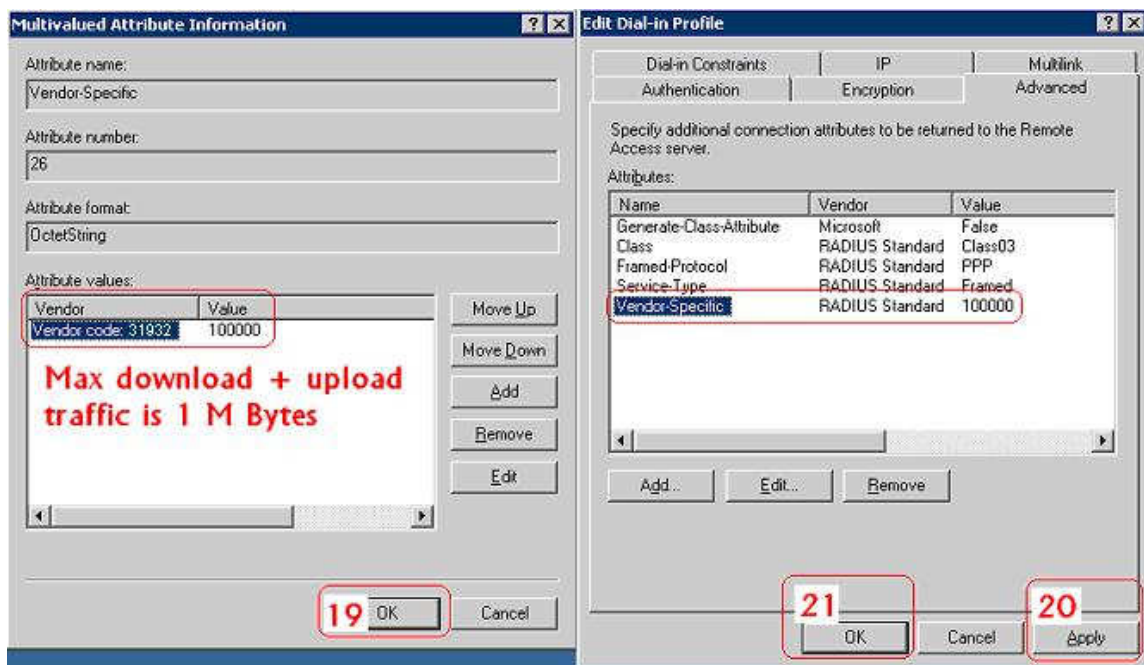 Multivalued Attribute Information
Attribute name:
Vendor-Specific
Attribute number:
26
Attribute format:
OctetString
Attribute values:
Vendor Value
Vendor code: 31932 100000
Max download + upload
traffic is 1 M Bytes
Move Up
Move Down
Add
Remove
Edit
19 OK Cancel
Edit Dial-in Profile
Dial-in Constraints IP Multilink
Authentication Encryption Advanced
Specify additional connection attributes to be returned to the Remote
Access server.
Attributes:
Name Vendor Value
Generate-Class-Attribute Microsoft False
Class RADIUS Standard Class03
Framed-Protocol RADIUS Standard PPP
Service-Type RADIUS Standard Framed
Vendor-Specific RADIUS Standard 100000
Add... Edit... Remove
21 20
OK Cancel Apply